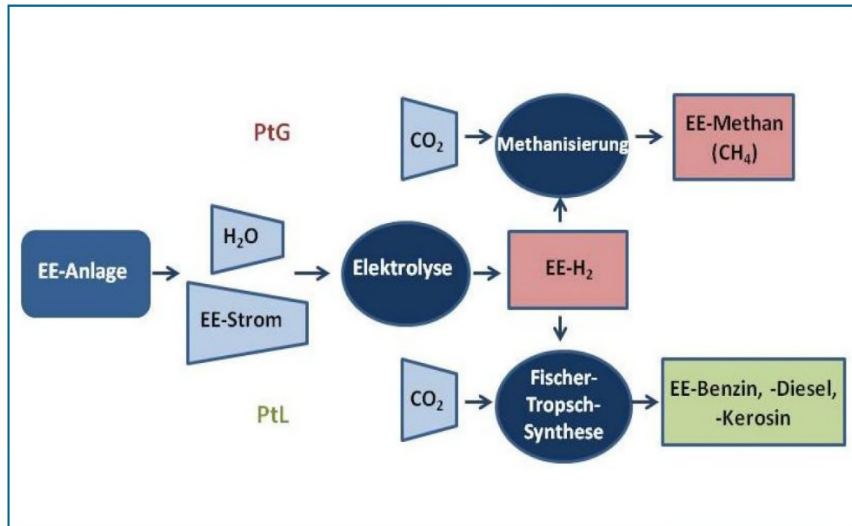 PtG
CO₂
Methanisierung
EE-Methan
(CH₄)
EE-Anlage
H₂O
EE-Strom
Elektrolyse
EE-H₂
PtL
CO₂
Fischer-
Tropsch-
Synthese
EE-Benzin, -Diesel,
-Kerosin